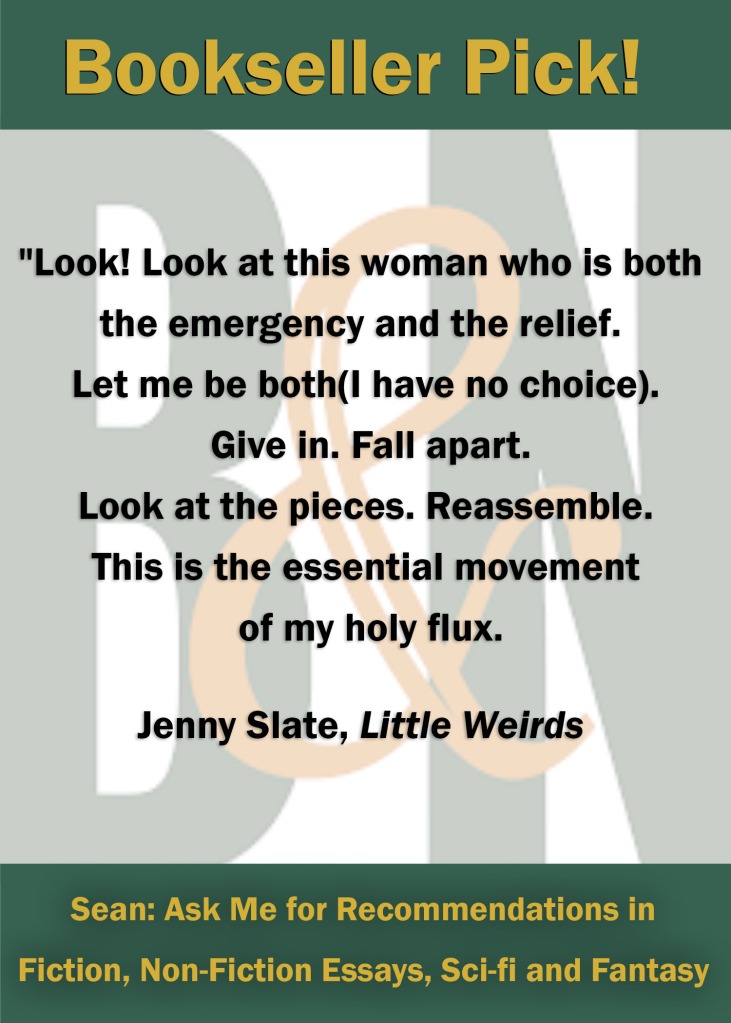 Bookseller Pick!
B&N
"Look! Look at this woman who is both
the emergency and the relief.
Let me be both(I have no choice).
Give in. Fall apart.
Look at the pieces. Reassemble.
This is the essential movement
of my holy flux.
Jenny Slate, Little Weirds
Sean: Ask Me for Recommendations in
Fiction, Non-Fiction Essays, Sci-fi and Fantasy